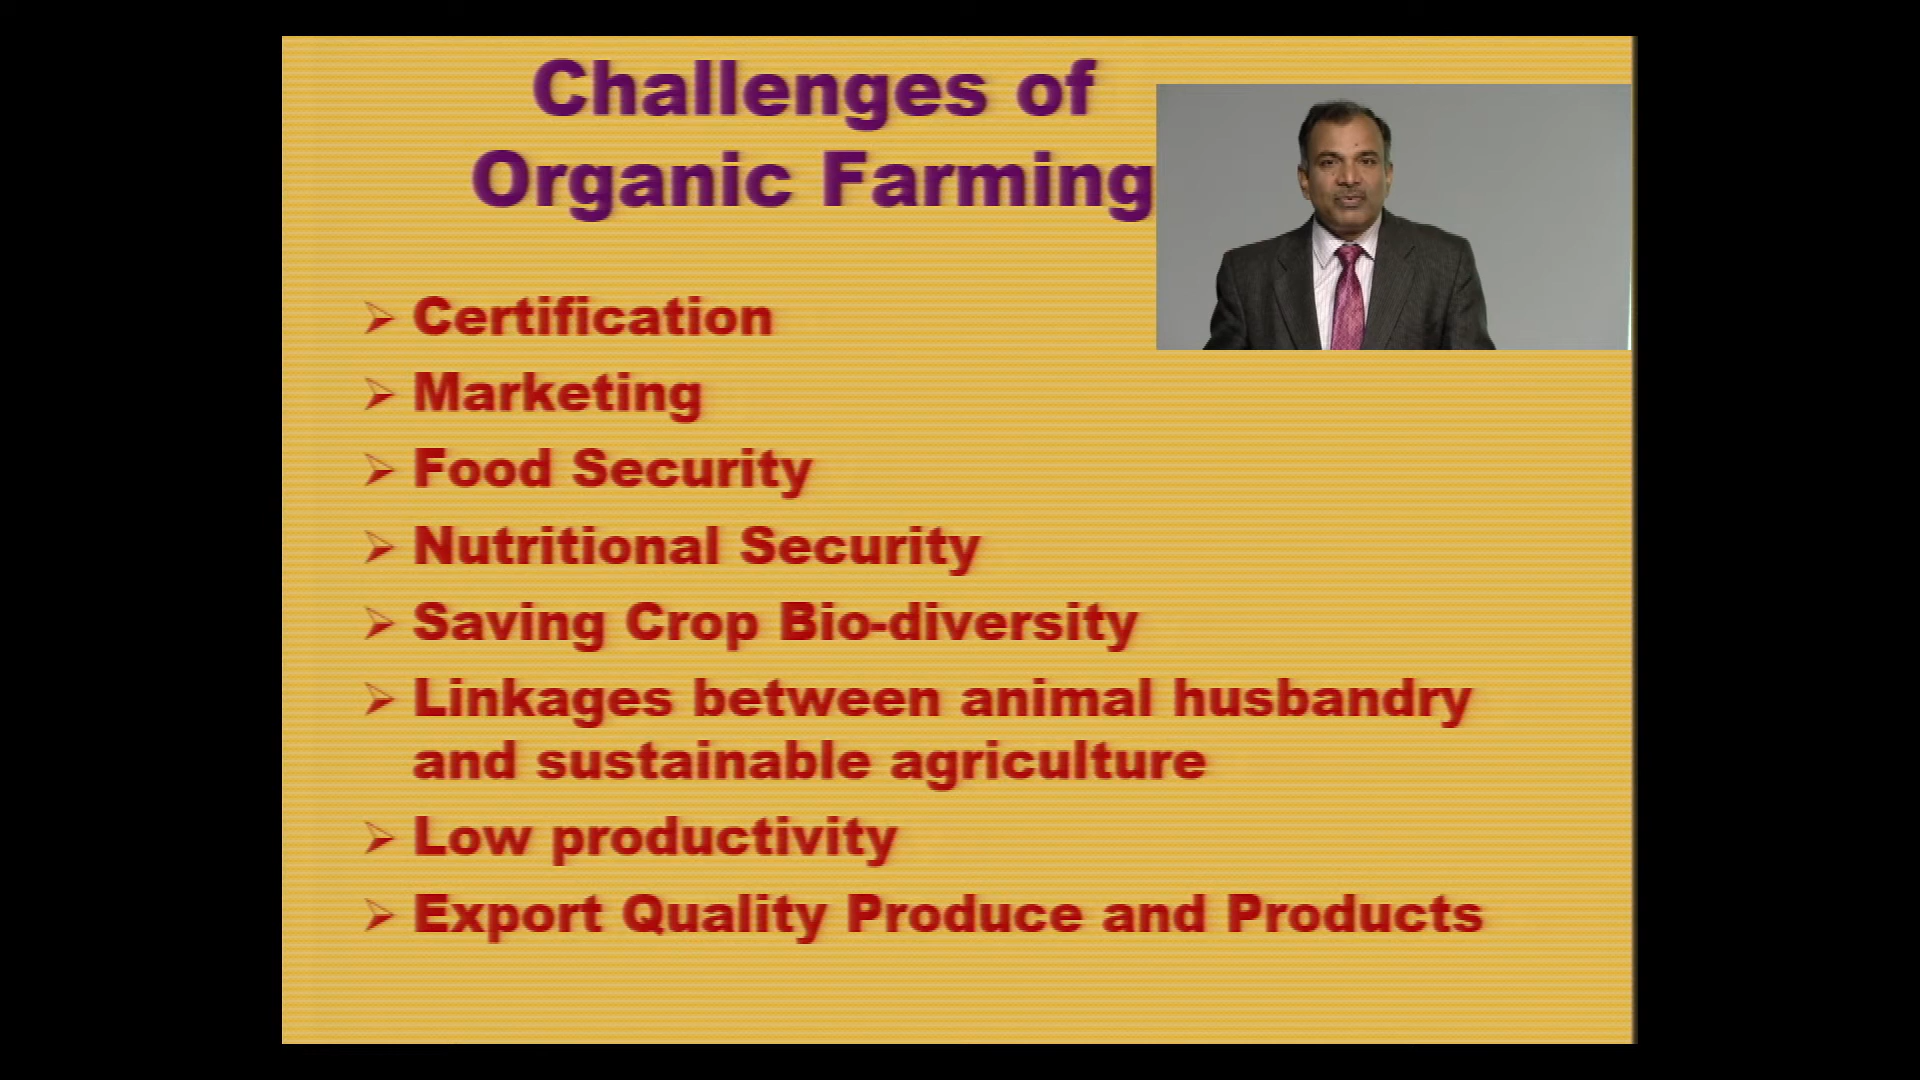 Challenges of
Organic Farming
Certification
Marketing
Food Security
Nutritional Security
Saving Crop Bio-diversity
Linkages between animal husbandry
and sustainable agriculture
Low productivity
Export Quality Produce and Products